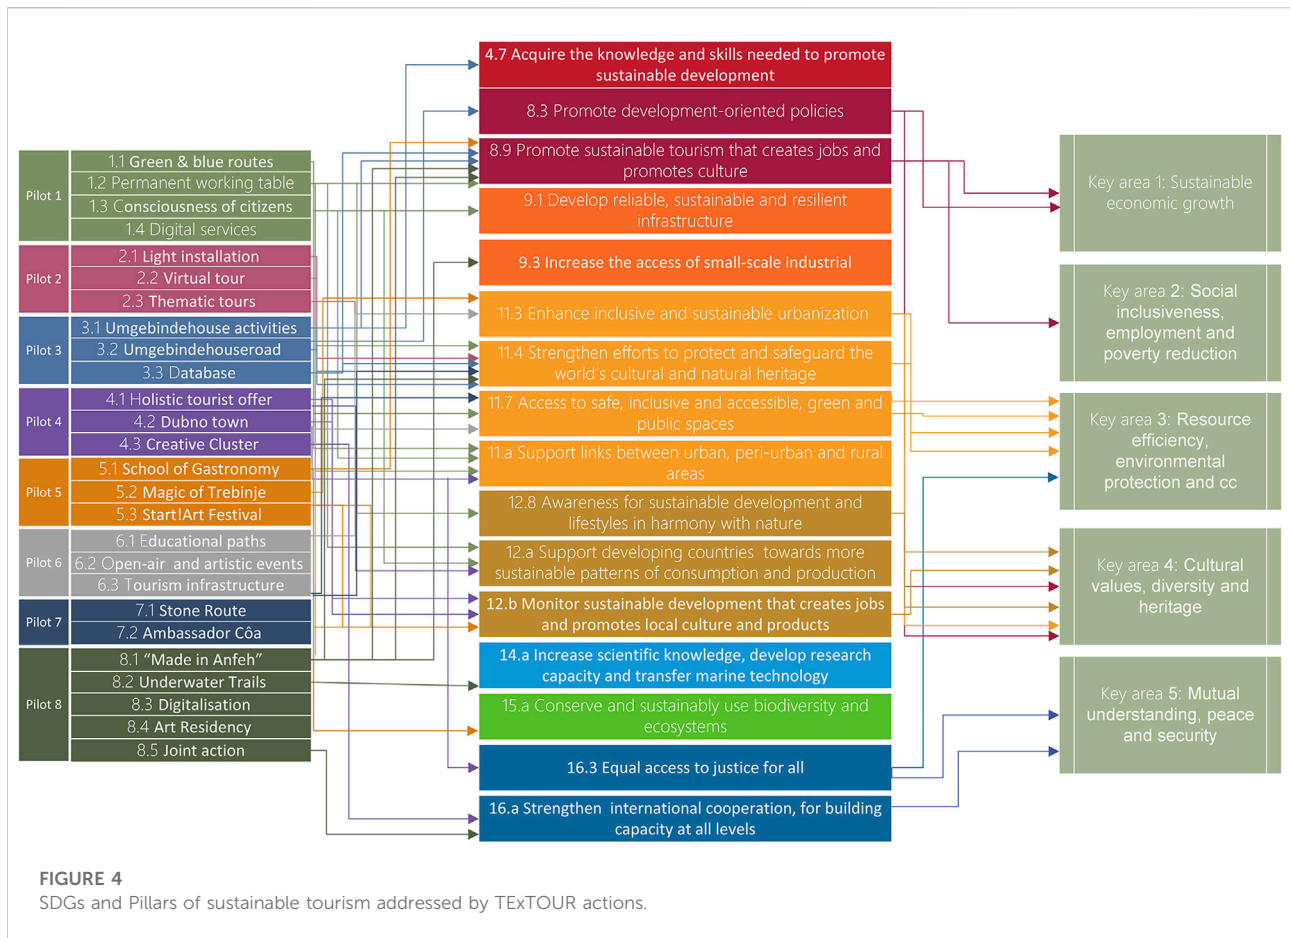 Pilot 1
1.1 Green & blue routes
1.2 Permanent working table
1.3 Consciousness of citizens
1.4 Digital services
Pilot 2
2.1 Light installation
2.2 Virtual tour
2.3 Thematic tours
Pilot 3
3.1 Umgebindehouse activities
3.2 Umgebindehouseroad
3.3 Database
Pilot 4
4.1 Holistic tourist offer
4.2 Dubno town
4.3 Creative Cluster
Pilot 5
5.1 School of Gastronomy
5.2 Magic of Trebinje
5.3 Start!Art Festival
Pilot 6
6.1 Educational paths
6.2 Open-air and artistic events
6.3 Tourism infrastructure
Pilot 7
7.1 Stone Route
7.2 Ambassador Côa
Pilot 8
8.1 “Made in Anfeh”
8.2 Underwater Trails
8.3 Digitalisation
8.4 Art Residency
8.5 Joint action
4.7 Acquire the knowledge and skills needed to promote
sustainable development
8.3 Promote development-oriented policies
8.9 Promote sustainable tourism that creates jobs and
promotes culture
9.1 Develop reliable, sustainable and resilient
infrastructure
9.3 Increase the access of small-scale industrial
11.3 Enhance inclusive and sustainable urbanization
11.4 Strengthen efforts to protect and safeguard the
world’s cultural and natural heritage
11.7 Access to safe, inclusive and accessible, green and
public spaces
11.a Support links between urban, peri-urban and rural
areas
12.8 Awareness for sustainable development and
lifestyles in harmony with nature
12.a Support developing countries towards more
sustainable patterns of consumption and production
12.b Monitor sustainable development that creates jobs
and promotes local culture and products
14.a Increase scientific knowledge, develop research
capacity and transfer marine technology
15.a Conserve and sustainably use biodiversity and
ecosystems
16.3 Equal access to justice for all
16.a Strengthen international cooperation, for building
capacity at all levels
Key area 1: Sustainable
economic growth
Key area 2: Social
inclusiveness,
employment and
poverty reduction
Key area 3: Resource
efficiency,
environmental
protection and cc
Key area 4: Cultural
values, diversity and
heritage
Key area 5: Mutual
understanding, peace
and security
FIGURE 4
SDGs and Pillars of sustainable tourism addressed by TExTOUR actions.